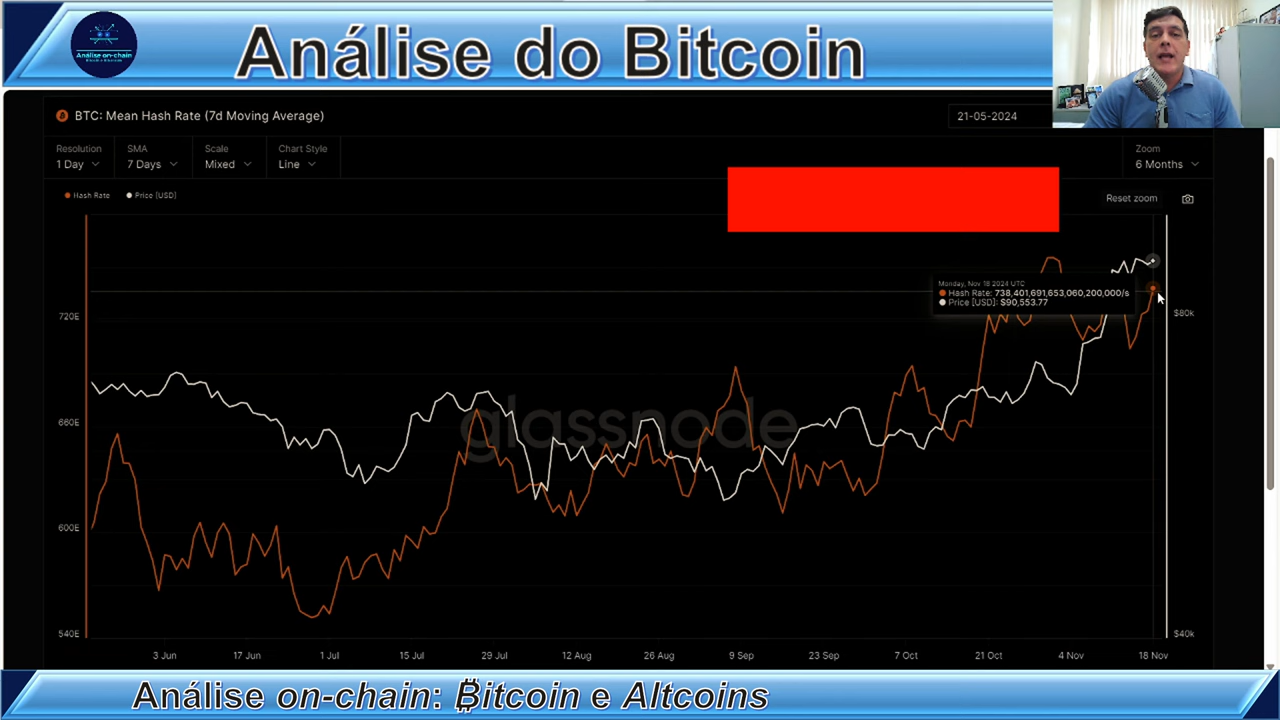 Análise do Bitcoin
Análise on-chain
BTC: Mean Hash Rate (7d Moving Average)
21-05-2024
Resolution
1 Day
SMA
7 Days
Scale
Mixed
Chart Style
Line
Zoom
6 Months
Hash Rate
Price [USD]
Reset zoom
Monday, Nov 18 2024 UTC
Hash Rate: 738,401,691,653,060,200,000/s
Price [USD]: $90,553.77
720E
660E
600E
540E
$80k
$40k
glassnode
3 Jun 17 Jun 1 Jul 15 Jul 29 Jul 12 Aug 26 Aug 9 Sep 23 Sep 7 Oct 21 Oct 4 Nov 18 Nov
Análise on-chain: ₿itcoin e Altcoins